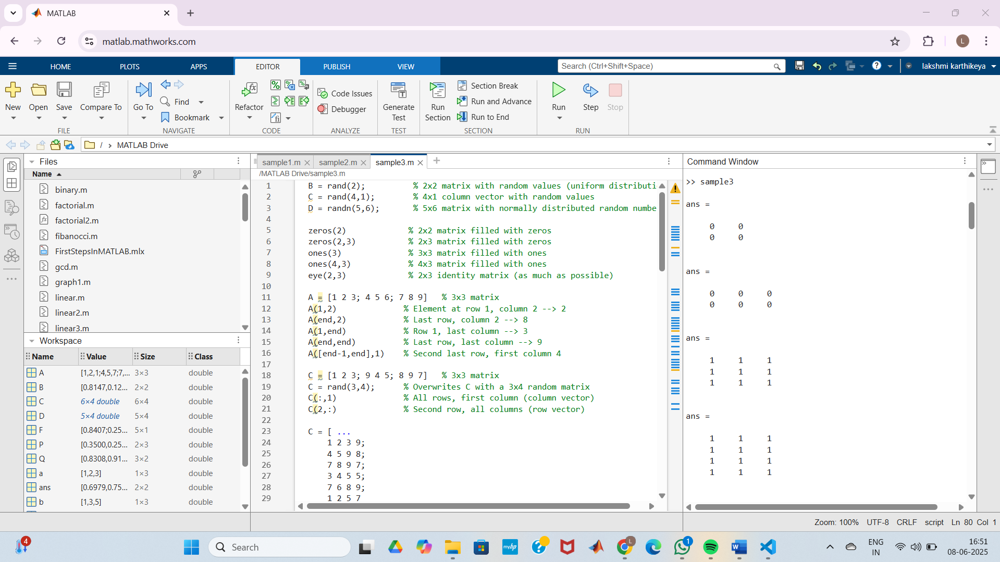 MATLAB
matlab.mathworks.com
L
HOME
PLOTS
APPS
EDITOR
PUBLISH
VIEW
Search (Ctrl+Shift+Space)
lakshmi karthikeya
New
Open
Save
Compare To
FILE
Go To
Find
Bookmark
NAVIGATE
Refactor
CODE
Code Issues
Debugger
ANALYZE
Generate
Test
TEST
Run
Section
Section Break
Run and Advance
Run to End
SECTION
Run
Step
Stop
RUN
/ › MATLAB Drive
Files
Name
binary.m
factorial.m
factorial2.m
fibanocci.m
FirstStepsInMATLAB.mlx
gcd.m
graph1.m
linear.m
linear2.m
linear3.m
Workspace
Name Value Size Class
A [1,2,1;4,5,7;7,... 3×3 double
B [0.8147,0.12... 2×2 double
C 6×4 double 6×4 double
D 5×4 double 5×4 double
F [0.8407;0.25... 5×1 double
P [0.3500,0.25... 2×3 double
Q [0.8308,0.91... 3×2 double
a [1,2,3] 1×3 double
ans [0.6979,0.75... 2×2 double
b [1,3,5] 1×3 double
sample1.m
sample2.m
sample3.m
/MATLAB Drive/sample3.m
1 B = rand(2); % 2x2 matrix with random values (uniform distributi
2 C = rand(4,1); % 4x1 column vector with random values
3 D = randn(5,6); % 5x6 matrix with normally distributed random numbe
4
5 zeros(2) % 2x2 matrix filled with zeros
6 zeros(2,3) % 2x3 matrix filled with zeros
7 ones(3) % 3x3 matrix filled with ones
8 ones(4,3) % 4x3 matrix filled with ones
9 eye(2,3) % 2x3 identity matrix (as much as possible)
10
11 A = [1 2 3; 4 5 6; 7 8 9] % 3x3 matrix
12 A(1,2) % Element at row 1, column 2 --> 2
13 A(end,2) % Last row, column 2 --> 8
14 A(1,end) % Row 1, last column --> 3
15 A(end,end) % Last row, last column --> 9
16 A([end-1,end],1) % Second last row, first column 4
17
18 C = [1 2 3; 9 4 5; 8 9 7] % 3x3 matrix
19 C = rand(3,4); % Overwrites C with a 3x4 random matrix
20 C(:,1) % All rows, first column (column vector)
21 C(2,:) % Second row, all columns (row vector)
22
23 C = [ ...
24 1 2 3 9;
25 4 5 9 8;
26 7 8 9 7;
27 3 4 5 5;
28 7 6 8 9;
29 1 2 5 7
Command Window
>> sample3
ans =
0 0
0 0
ans =
0 0 0
0 0 0
ans =
1 1 1
1 1 1
1 1 1
ans =
1 1 1
1 1 1
1 1 1
1 1 1
Zoom: 100% UTF-8 CRLF script Ln 80 Col 1
4
Search
myhp
L
1
ENG
IN
16:51
08-06-2025